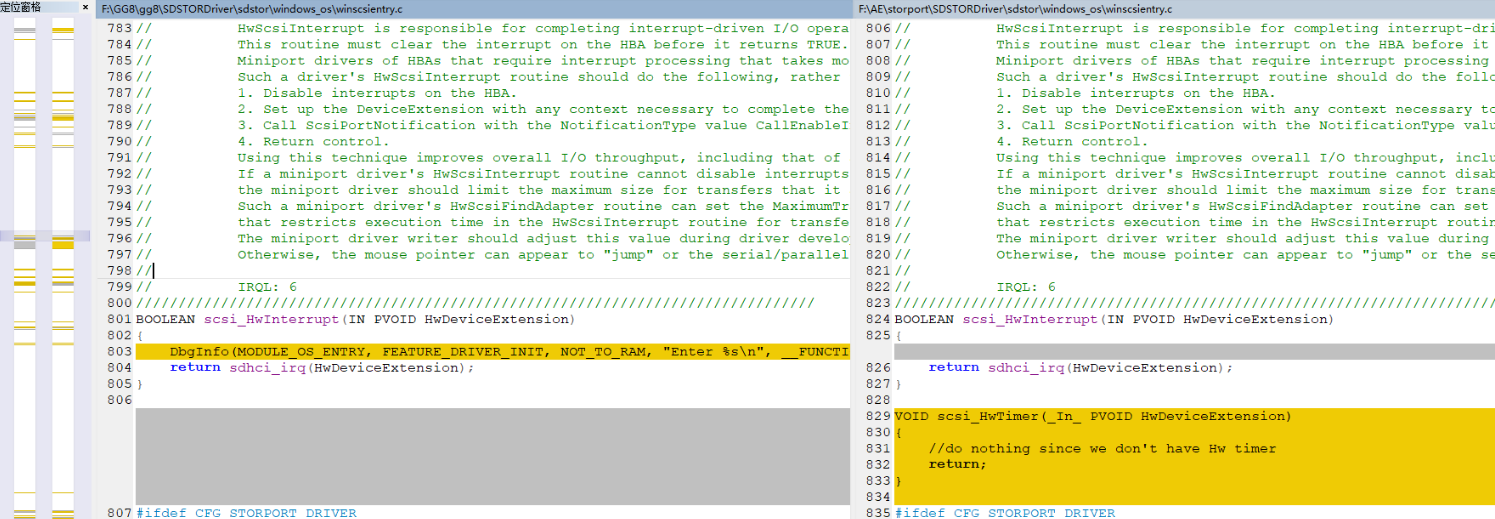 定位窗格 ×
F:\GG8\gg8\SDSTORDriver\sdstor\windows_os\winscsientry.c
783 // HwScsiInterrupt is responsible for completing interrupt-driven I/O opera
784 // This routine must clear the interrupt on the HBA before it returns TRUE.
785 // Miniport drivers of HBAs that require interrupt processing that takes mo
786 // Such a driver's HwScsiInterrupt routine should do the following, rather
787 // 1. Disable interrupts on the HBA.
788 // 2. Set up the DeviceExtension with any context necessary to complete the
789 // 3. Call ScsiPortNotification with the NotificationType value CallEnableI
790 // 4. Return control.
791 // Using this technique improves overall I/O throughput, including that of
792 // If a miniport driver's HwScsiInterrupt routine cannot disable interrupts
793 // the miniport driver should limit the maximum size for transfers that it
794 // Such a miniport driver's HwScsiFindAdapter routine can set the MaximumTr
795 // that restricts execution time in the HwScsiInterrupt routine for transfe
796 // The miniport driver writer should adjust this value during driver develo
797 // Otherwise, the mouse pointer can appear to "jump" or the serial/parallel
798 //
799 // IRQL: 6
800 /////////////////////////////////////////////////////////////////////////////////
801 BOOLEAN scsi_HwInterrupt(IN PVOID HwDeviceExtension)
802 {
803 DbgInfo(MODULE_OS_ENTRY, FEATURE_DRIVER_INIT, NOT_TO_RAM, "Enter %s\n", __FUNCTI
804 return sdhci_irq(HwDeviceExtension);
805 }
806
807 #ifdef CFG_STORPORT_DRIVER
F:\AE\storport\SDSTORDriver\sdstor\windows_os\winscsientry.c
806 // HwScsiInterrupt is responsible for completing interrupt-dri
807 // This routine must clear the interrupt on the HBA before it
808 // Miniport drivers of HBAs that require interrupt processing
809 // Such a driver's HwScsiInterrupt routine should do the follo
810 // 1. Disable interrupts on the HBA.
811 // 2. Set up the DeviceExtension with any context necessary to
812 // 3. Call ScsiPortNotification with the NotificationType valu
813 // 4. Return control.
814 // Using this technique improves overall I/O throughput, inclu
815 // If a miniport driver's HwScsiInterrupt routine cannot disab
816 // the miniport driver should limit the maximum size for trans
817 // Such a miniport driver's HwScsiFindAdapter routine can set
818 // that restricts execution time in the HwScsiInterrupt routin
819 // The miniport driver writer should adjust this value during
820 // Otherwise, the mouse pointer can appear to "jump" or the se
821 //
822 // IRQL: 6
823 ////////////////////////////////////////////////////////////////////////
824 BOOLEAN scsi_HwInterrupt(IN PVOID HwDeviceExtension)
825 {
826 return sdhci_irq(HwDeviceExtension);
827 }
828
829 VOID scsi_HwTimer(_In_ PVOID HwDeviceExtension)
830 {
831 //do nothing since we don't have Hw timer
832 return;
833 }
834
835 #ifdef CFG_STORPORT_DRIVER